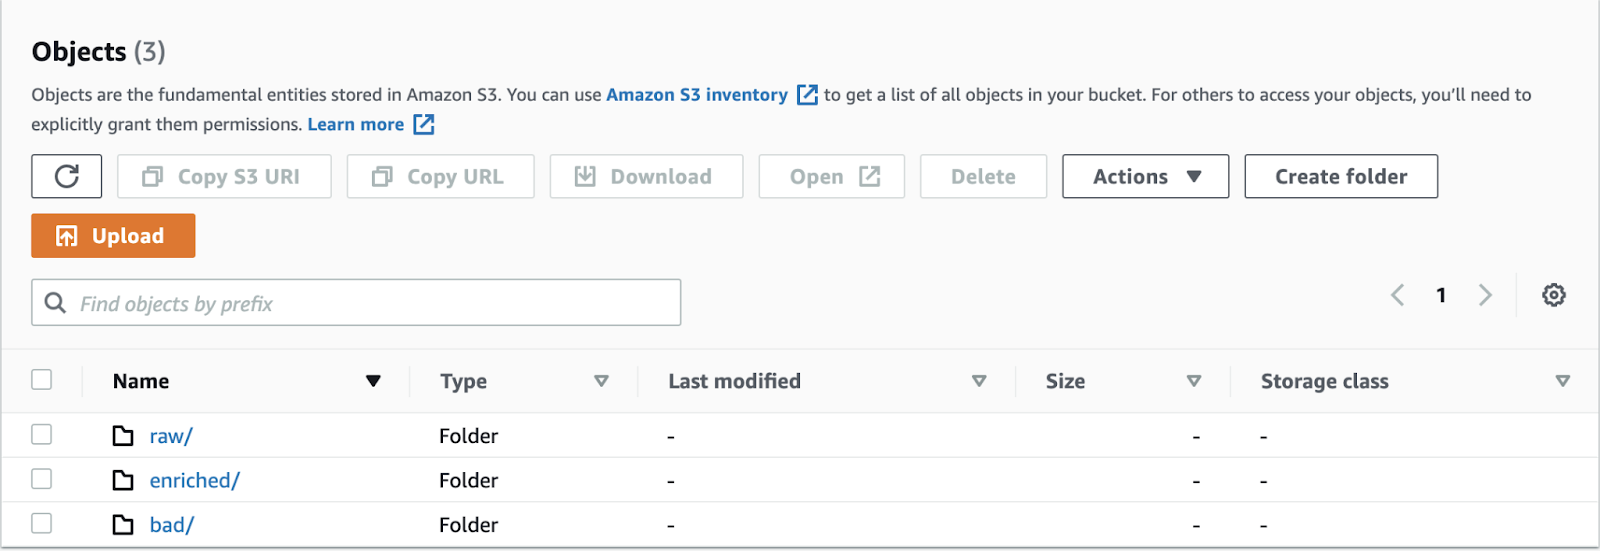 Objects (3)
Objects are the fundamental entities stored in Amazon S3. You can use Amazon S3 inventory to get a list of all objects in your bucket. For others to access your objects, you’ll need to
explicitly grant them permissions. Learn more
Copy S3 URI Copy URL Download Open Delete Actions Create folder
Upload
Find objects by prefix 1
Name Type Last modified Size Storage class
raw/ Folder - - -
enriched/ Folder - - -
bad/ Folder - - -